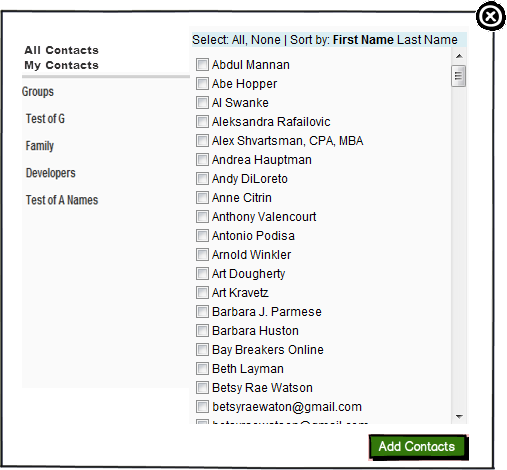 All Contacts
My Contacts
Groups
Test of G
Family
Developers
Test of A Names
Select: All, None | Sort by: First Name Last Name
Abdul Mannan
Abe Hopper
Al Swanke
Aleksandra Rafailovic
Alex Shvartsman, CPA, MBA
Andrea Hauptman
Andy DiLoreto
Anne Citrin
Anthony Valencourt
Antonio Podisa
Arnold Winkler
Art Dougherty
Art Kravetz
Barbara J. Parmese
Barbara Huston
Bay Breakers Online
Beth Layman
Betsy Rae Watson
betsyraewaton@gmail.com
Add Contacts